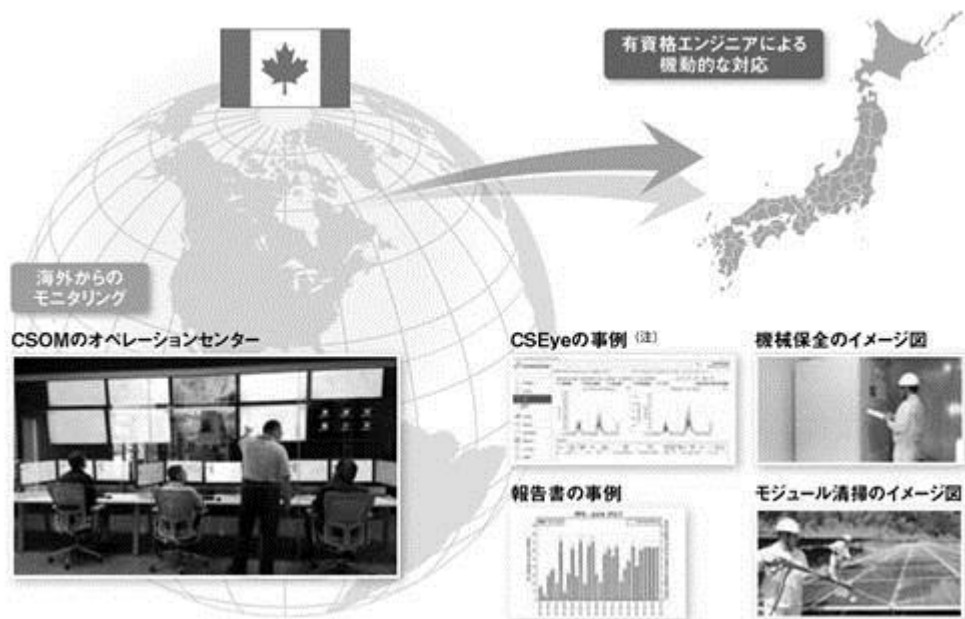 有資格エンジニアによる
機動的な対応
海外からの
モニタリング
CSOMのオペレーションセンター
CSEyeの事例 (注)
機械保全のイメージ図
報告書の事例
モジュール清掃のイメージ図